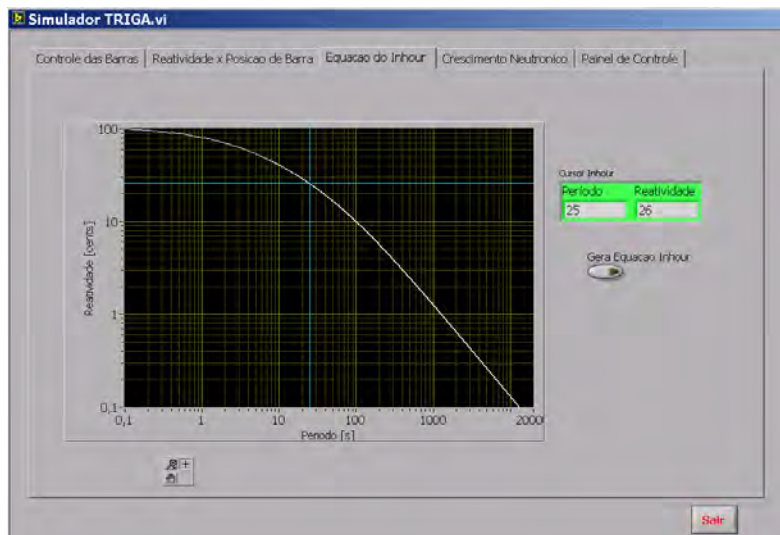 Simulador TRIGA.vi
Controle das Barras Reatividade x Posicao de Barra Equacao do Inhour Crescimento Neutronico Painel de Controle
100
10
1
0,1
Reatividade [cents]
0,1 1 10 100 1000 20000
Periodo [s]
Cursor Inhour
Período Reatividade
25 26
Gera Equacao Inhour
Sair